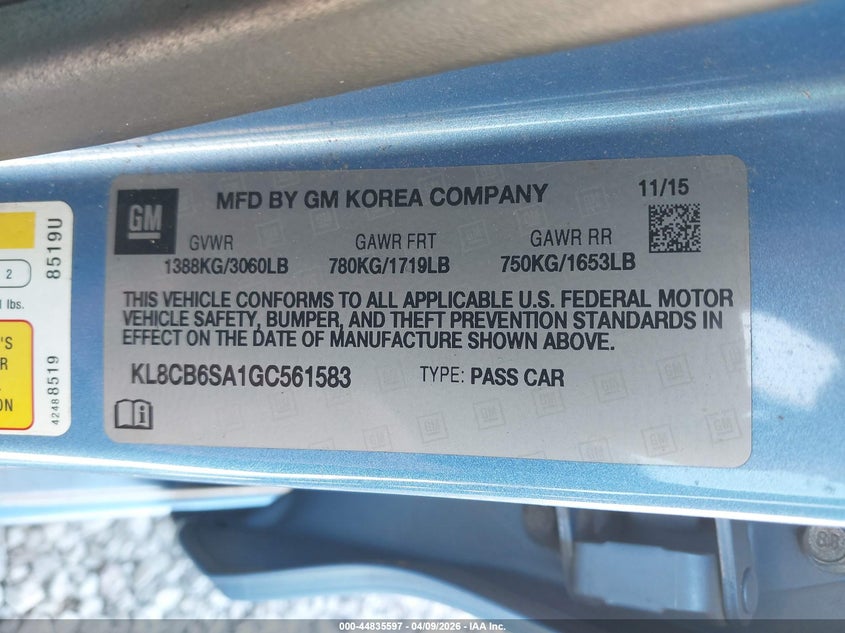 GM
MFD BY GM KOREA COMPANY
11/15
GVWR
GAWR FRT
GAWR RR
1388KG/3060LB
780KG/1719LB
750KG/1653LB
THIS VEHICLE CONFORMS TO ALL APPLICABLE U.S. FEDERAL MOTOR
VEHICLE SAFETY, BUMPER, AND THEFT PREVENTION STANDARDS IN
EFFECT ON THE DATE OF MANUFACTURE SHOWN ABOVE.
KL8CB6SA1GC561583
TYPE: PASS CAR
8519U
2
lbs.
42488519
000-44835597 - 04/09/2026 - IAA Inc.